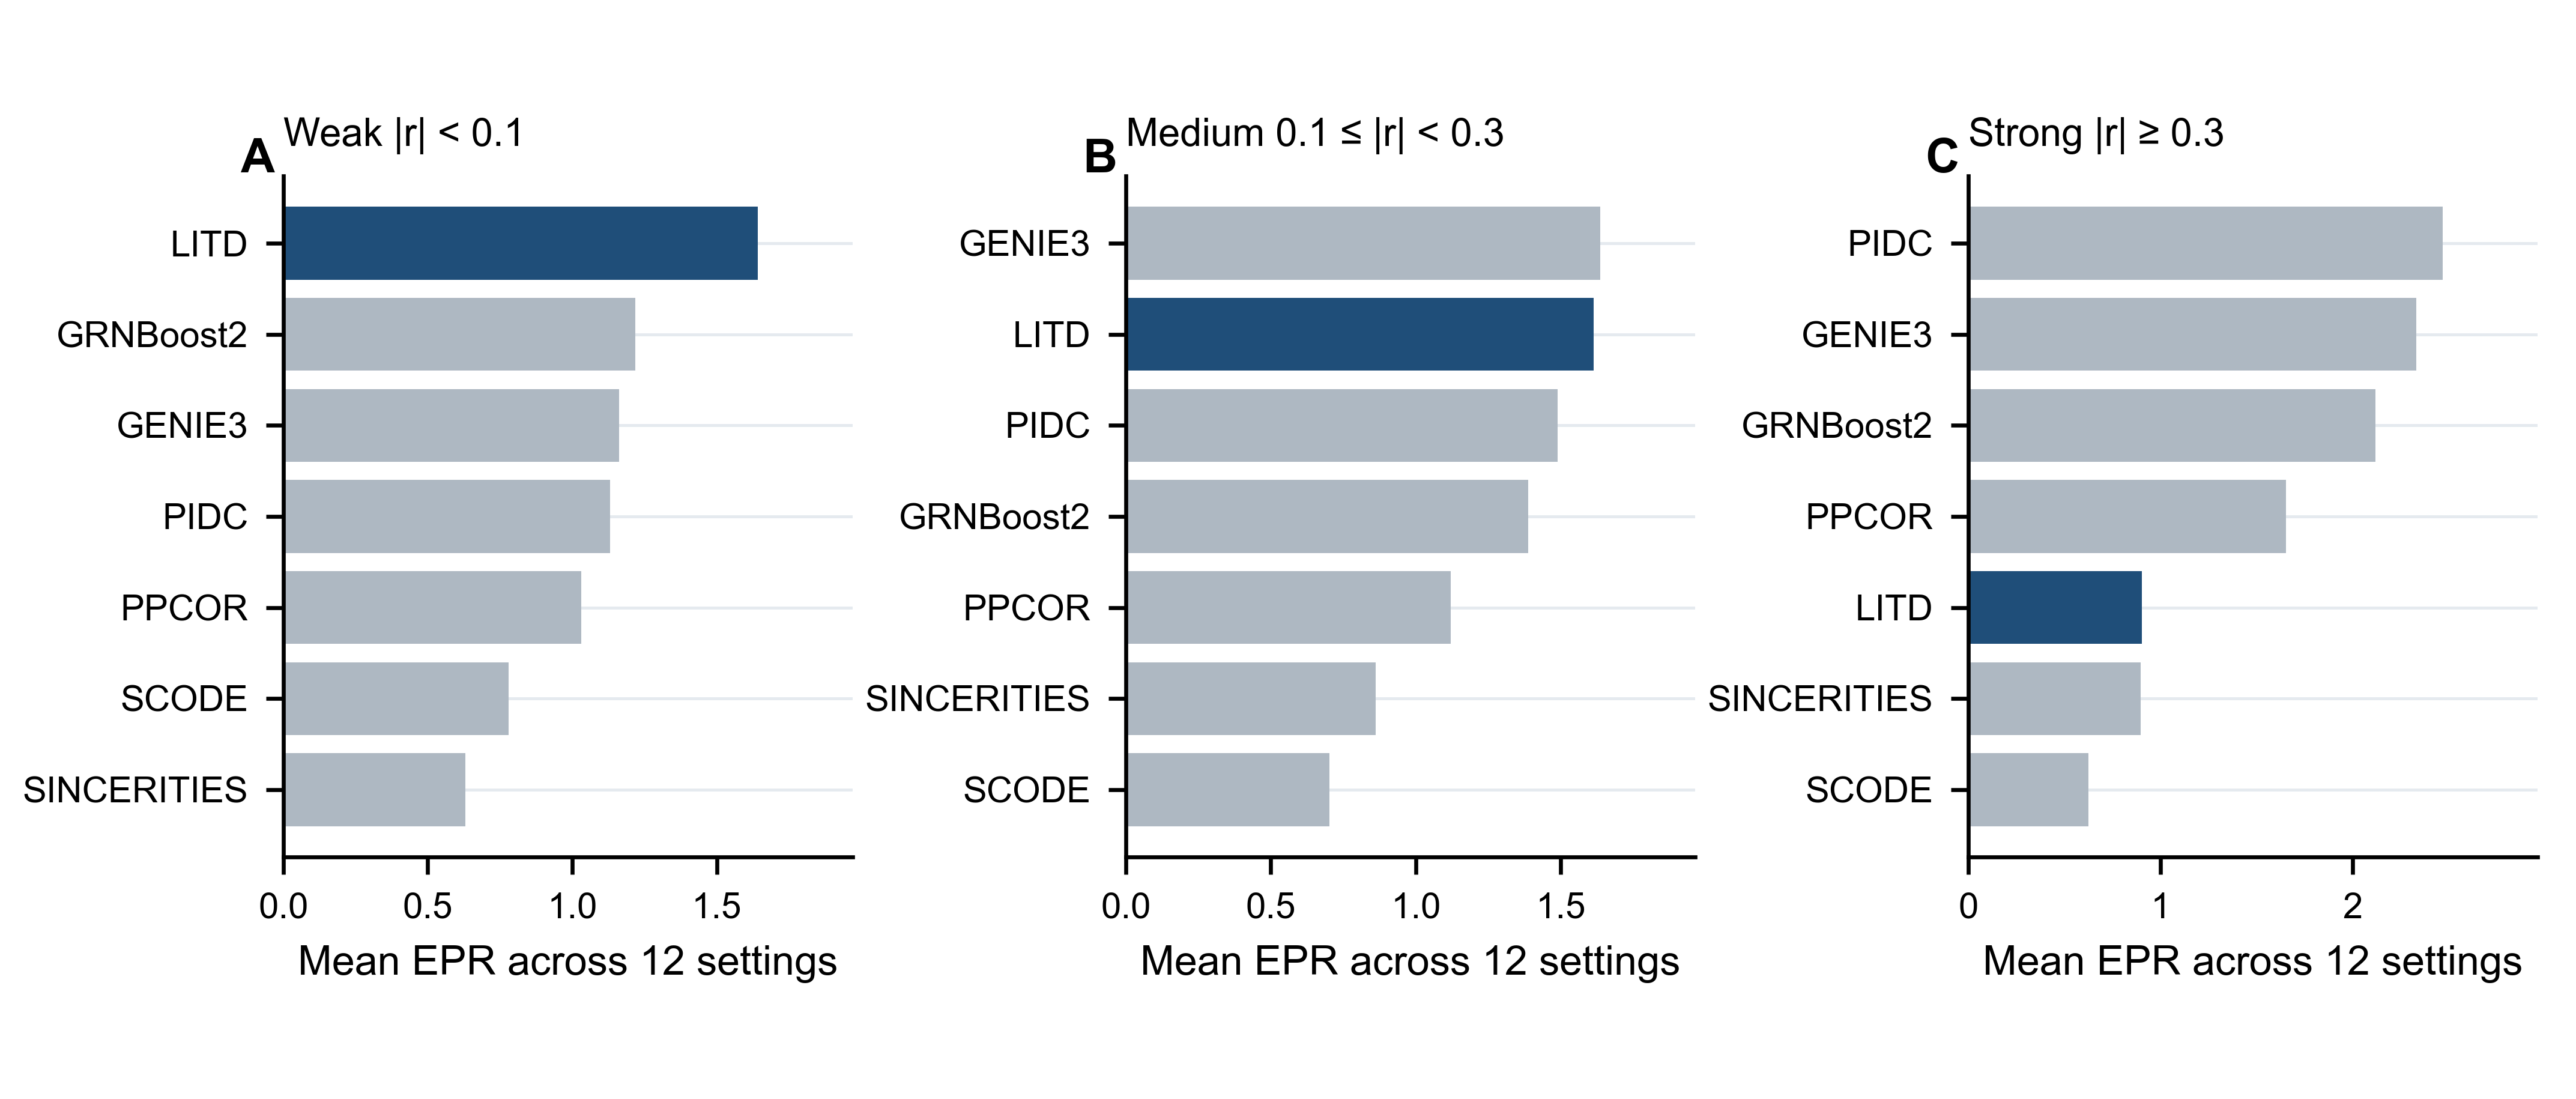 A
Weak |r| < 0.1
LITD
GRNBoost2
GENIE3
PIDC
PPCOR
SCODE
SINCERITIES
0.0 0.5 1.0 1.5
Mean EPR across 12 settings
B
Medium 0.1 ≤ |r| < 0.3
GENIE3
LITD
PIDC
GRNBoost2
PPCOR
SINCERITIES
SCODE
0.0 0.5 1.0 1.5
Mean EPR across 12 settings
C
Strong |r| ≥ 0.3
PIDC
GENIE3
GRNBoost2
PPCOR
LITD
SINCERITIES
SCODE
0 1 2
Mean EPR across 12 settings